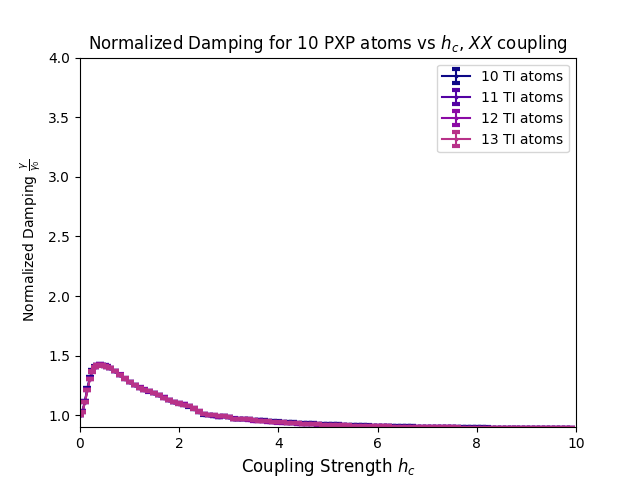 Normalized Damping for 10 PXP atoms vs $h_c$, $XX$ coupling
4.0
3.5
3.0
2.5
2.0
1.5
1.0
Normalized Damping $\frac{\gamma}{\gamma_0}$
10 TI atoms
11 TI atoms
12 TI atoms
13 TI atoms
0 2 4 6 8 10
Coupling Strength $h_c$